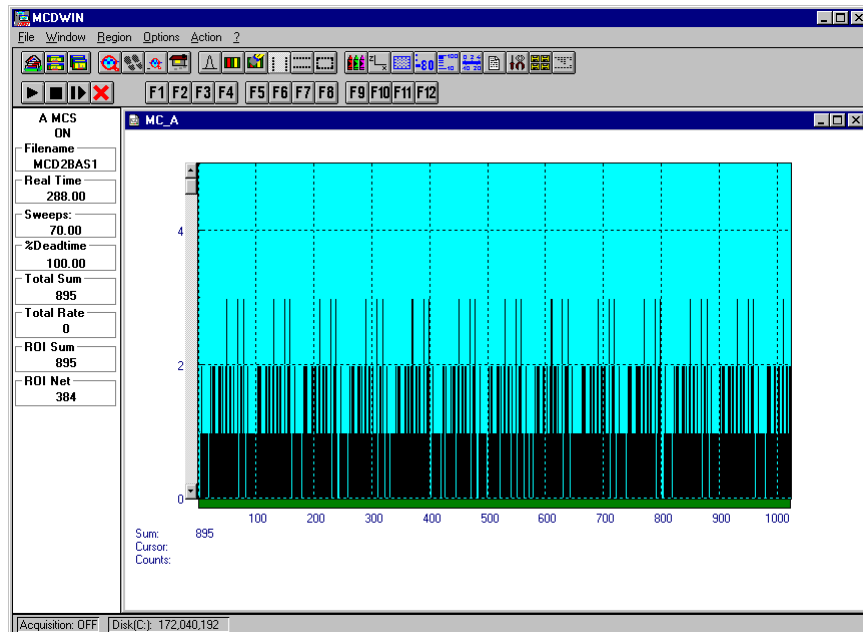 MCDWIN
File Window Region Options Action ?
F1 F2 F3 F4 F5 F6 F7 F8 F9 F10 F11 F12
A MCS
ON
Filename
MCD2BAS1
Real Time
288.00
Sweeps:
70.00
%Deadtime
100.00
Total Sum
895
Total Rate
0
ROI Sum
895
ROI Net
384
MC_A
4
2
0
100 200 300 400 500 600 700 800 900 1000
Sum: 895
Cursor:
Counts:
Acquisition: OFF Disk(C:): 172,040,192